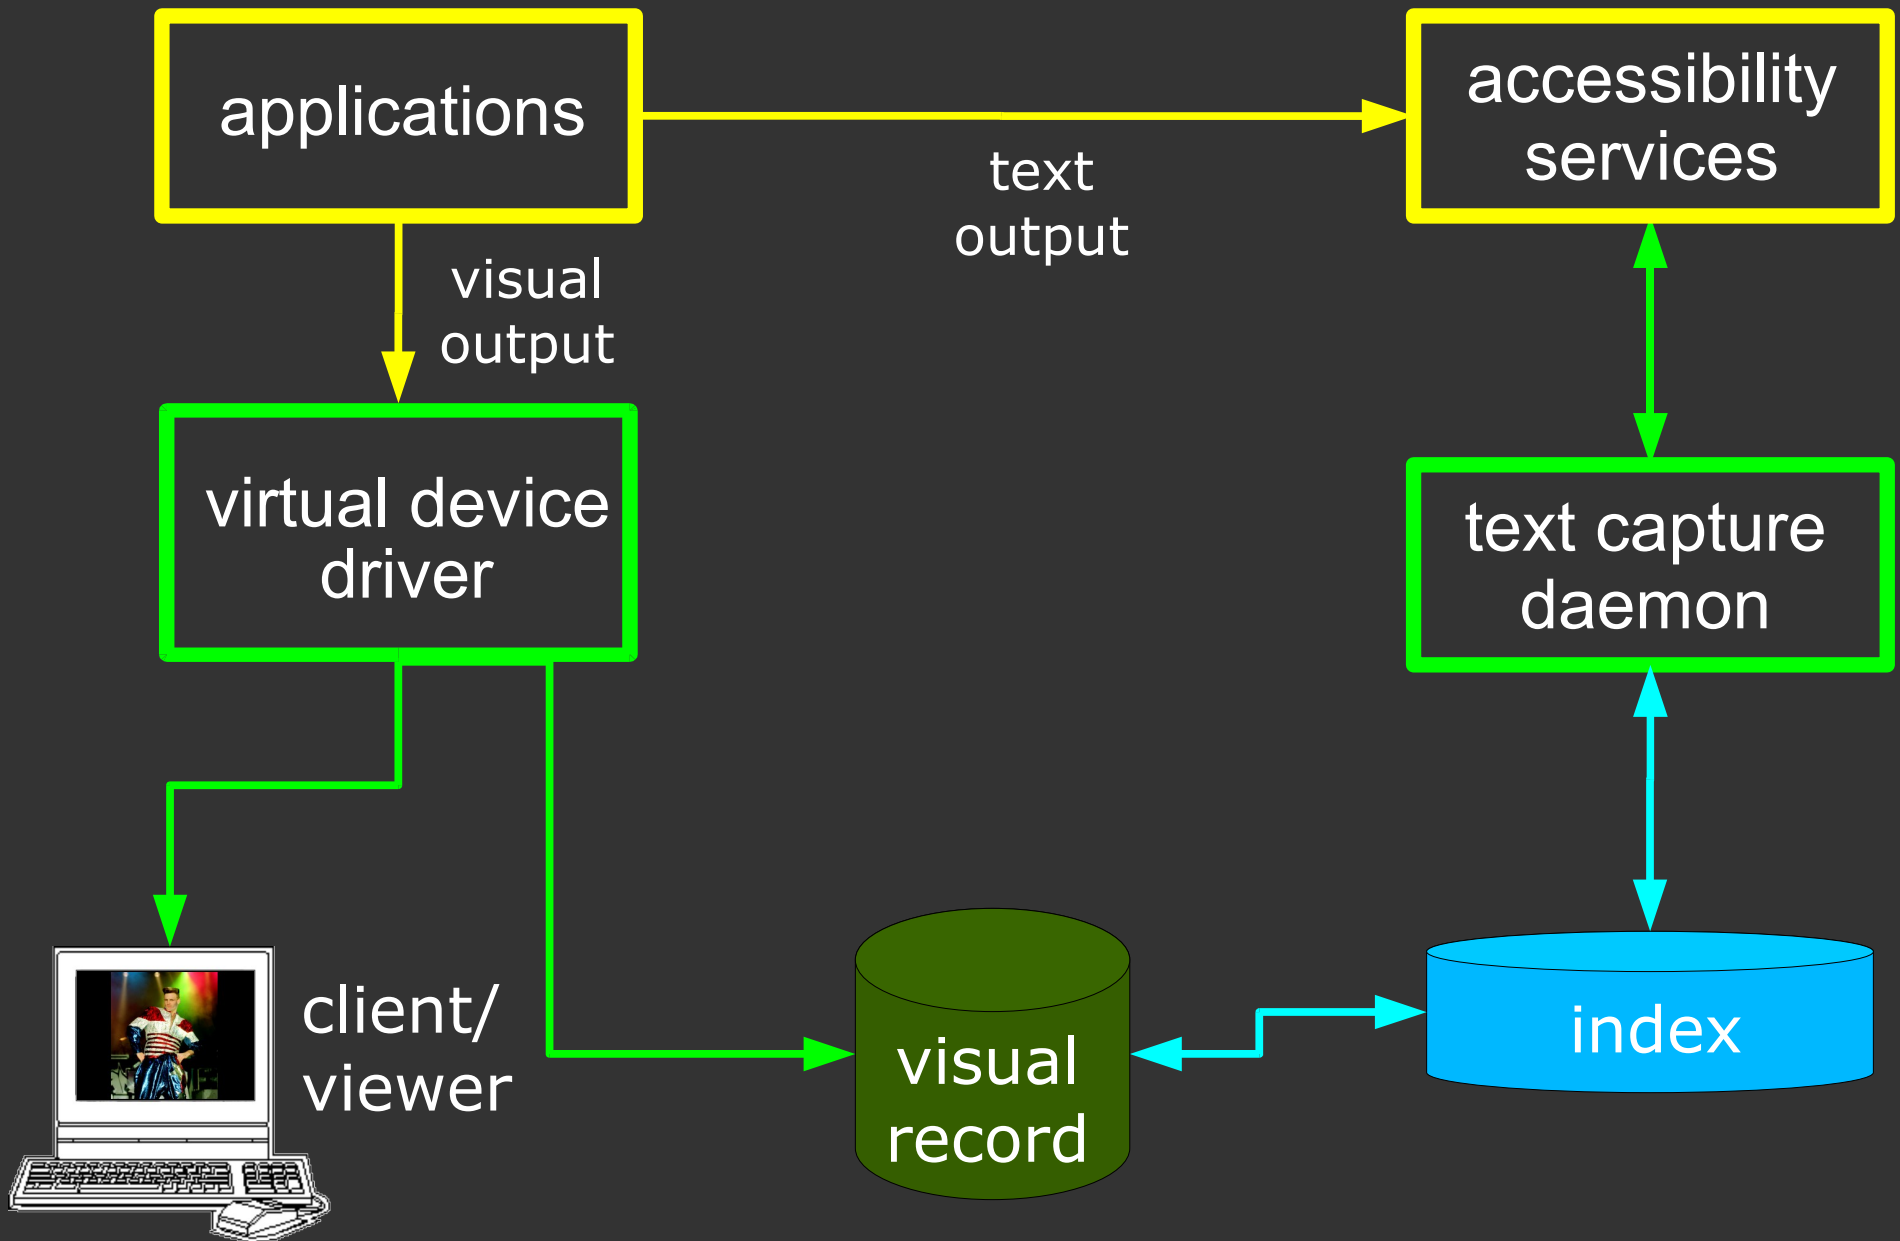 applications
accessibility
services
text
output
visual
output
virtual device
driver
text capture
daemon
client/
viewer
visual
record
index